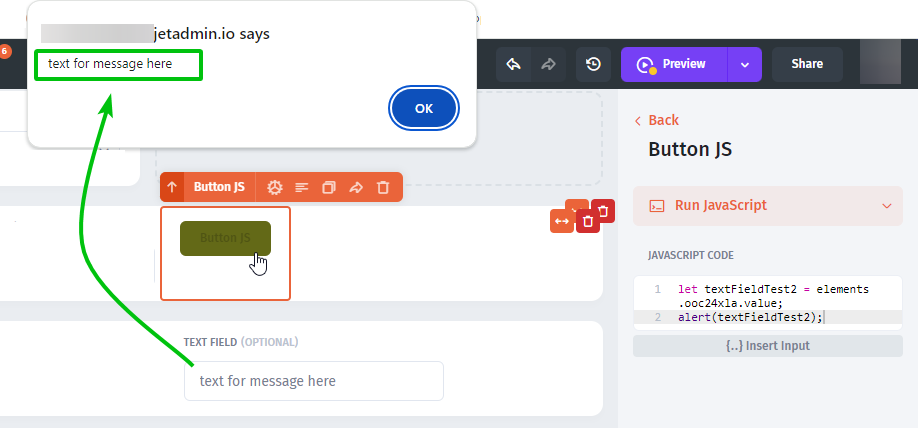 jetadmin.io says
text for message here
OK
6
Preview
Share
Back
Button JS
Run JavaScript
JAVASCRIPT CODE
1 let textFieldTest2 = elements
.ooc24xla.value;
2 alert(textFieldTest2);
{..} Insert Input
Button JS
Button JS
TEXT FIELD (OPTIONAL)
text for message here